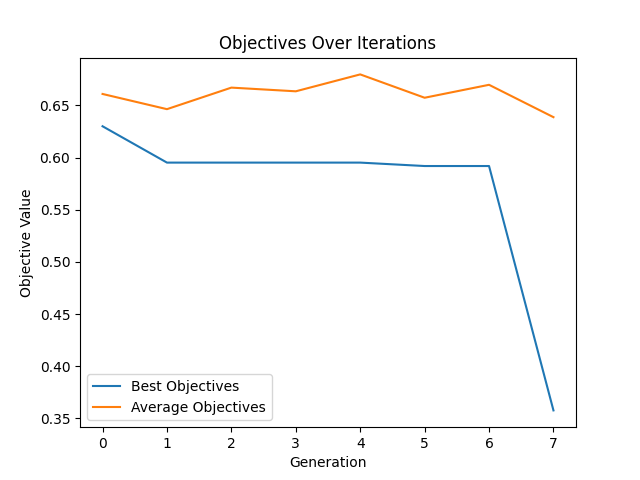 Objectives Over Iterations
Objective Value
0.65
0.60
0.55
0.50
0.45
0.40
0.35
Best Objectives
Average Objectives
0 1 2 3 4 5 6 7
Generation